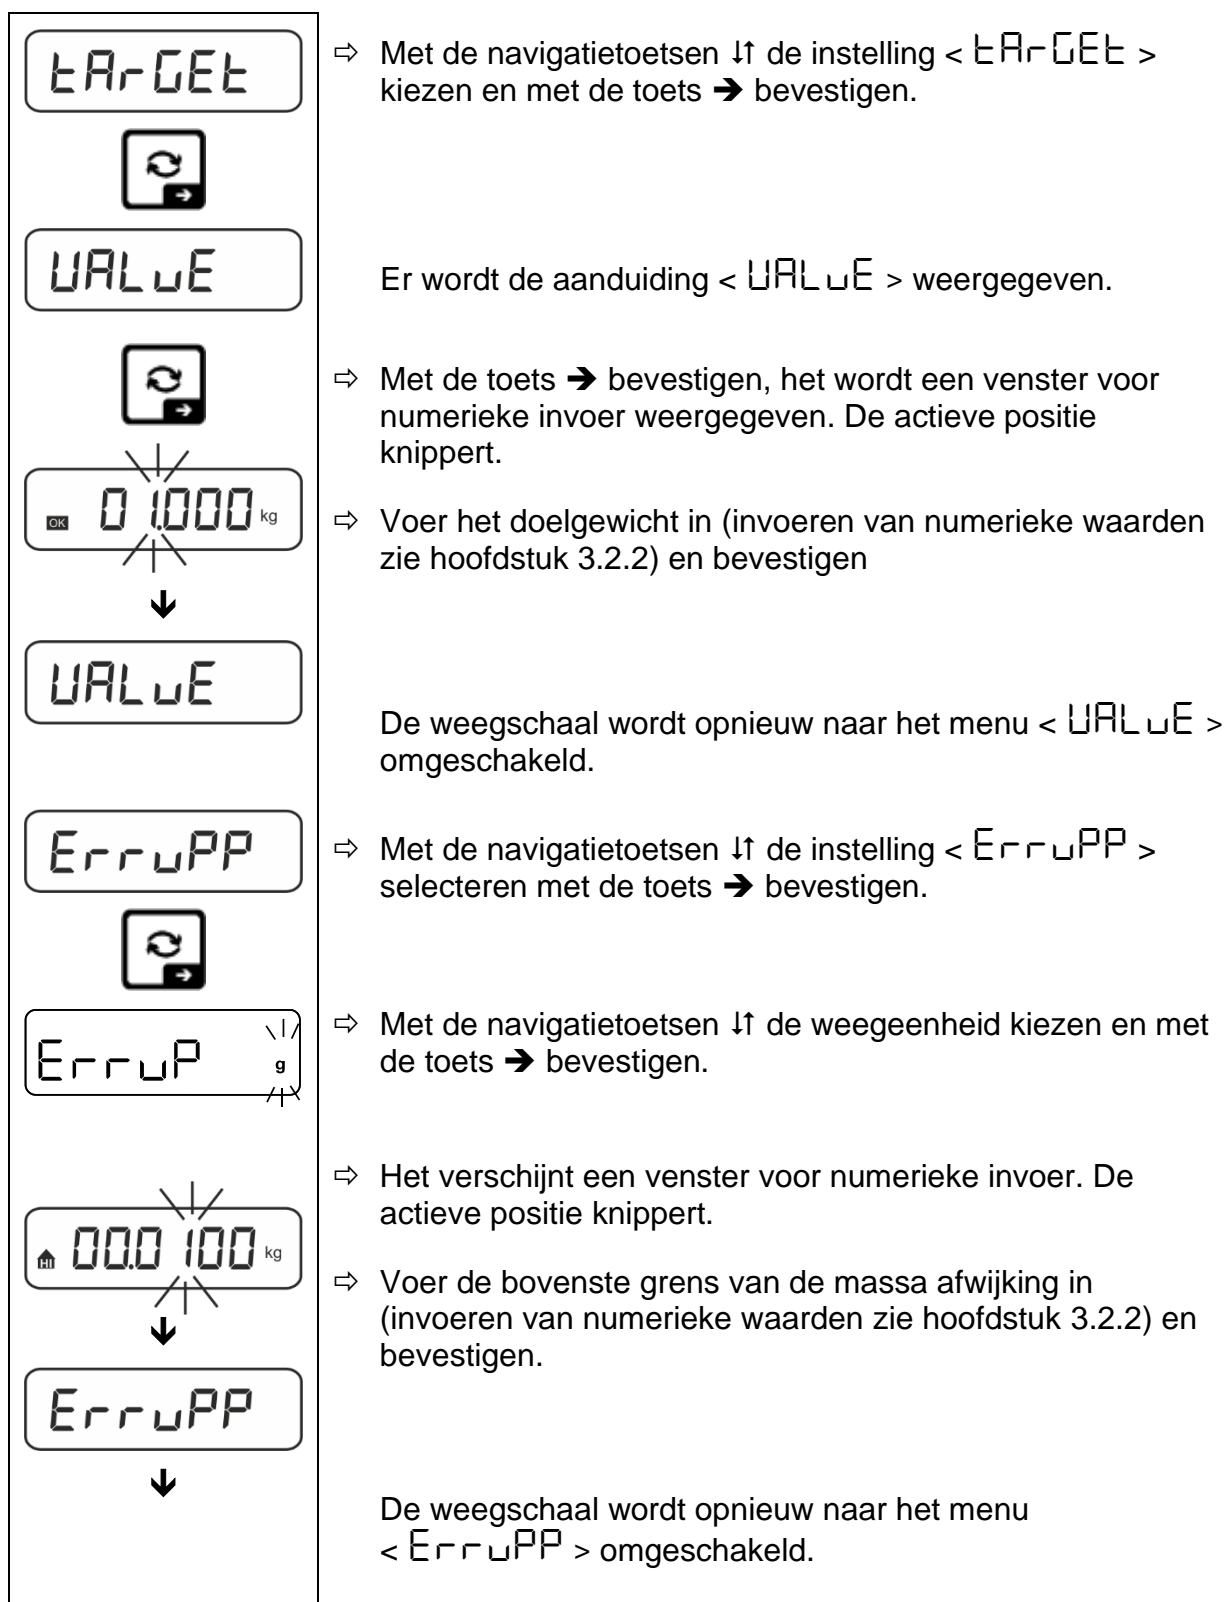 tArGEt
⇨ Met de navigatietoetsen ↓↑ de instelling < tArGEt >
kiezen en met de toets ➔ bevestigen.
VALuE
Er wordt de aanduiding < VALuE > weergegeven.
⇨ Met de toets ➔ bevestigen, het wordt een venster voor
numerieke invoer weergegeven. De actieve positie
knippert.
OK 01.000 kg
⇨ Voer het doelgewicht in (invoeren van numerieke waarden
zie hoofdstuk 3.2.2) en bevestigen
VALuE
De weegschaal wordt opnieuw naar het menu < VALuE >
omgeschakeld.
ErruPP
⇨ Met de navigatietoetsen ↓↑ de instelling < ErruPP >
selecteren met de toets ➔ bevestigen.
ErruP g
⇨ Met de navigatietoetsen ↓↑ de weegeenheid kiezen en met
de toets ➔ bevestigen.
⇨ Het verschijnt een venster voor numerieke invoer. De
actieve positie knippert.
HI 00.0100 kg
⇨ Voer de bovenste grens van de massa afwijking in
(invoeren van numerieke waarden zie hoofdstuk 3.2.2) en
bevestigen.
ErruPP
De weegschaal wordt opnieuw naar het menu
< ErruPP > omgeschakeld.